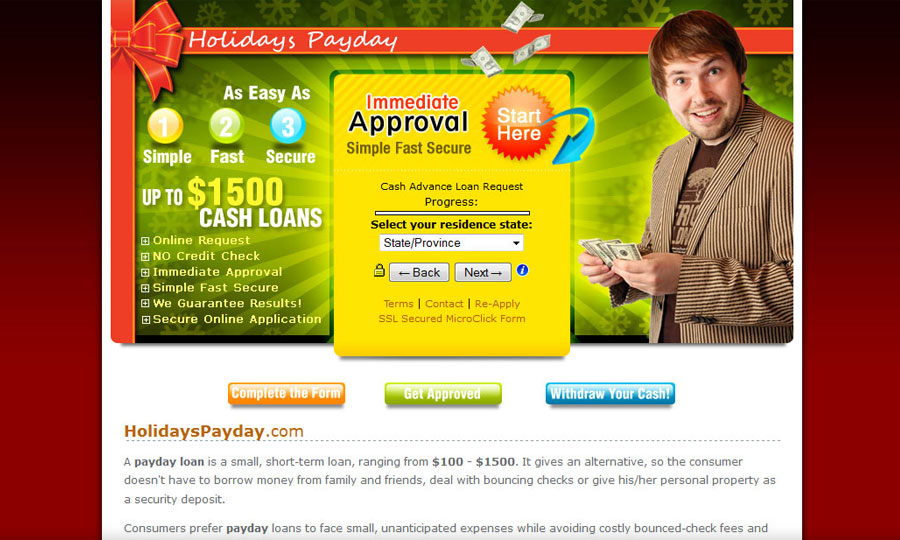 Holidays Payday
As Easy As
1 2 3
Simple Fast Secure
UP TO $1500
CASH LOANS
Online Request
NO Credit Check
Immediate Approval
Simple Fast Secure
We Guarantee Results!
Secure Online Application
Immediate
Approval
Simple Fast Secure
Start
Here
Cash Advance Loan Request
Progress:
Select your residence state:
State/Province
←Back Next→
Terms | Contact | Re-Apply
SSL Secured MicroClick Form
Complete the Form Get Approved Withdraw Your Cash!
HolidaysPayday.com
A payday loan is a small, short-term loan, ranging from $100 - $1500. It gives an alternative, so the consumer
doesn't have to borrow money from family and friends, deal with bouncing checks or give his/her personal property as
a security deposit.
Consumers prefer payday loans to face small, unanticipated expenses while avoiding costly bounced-check fees and